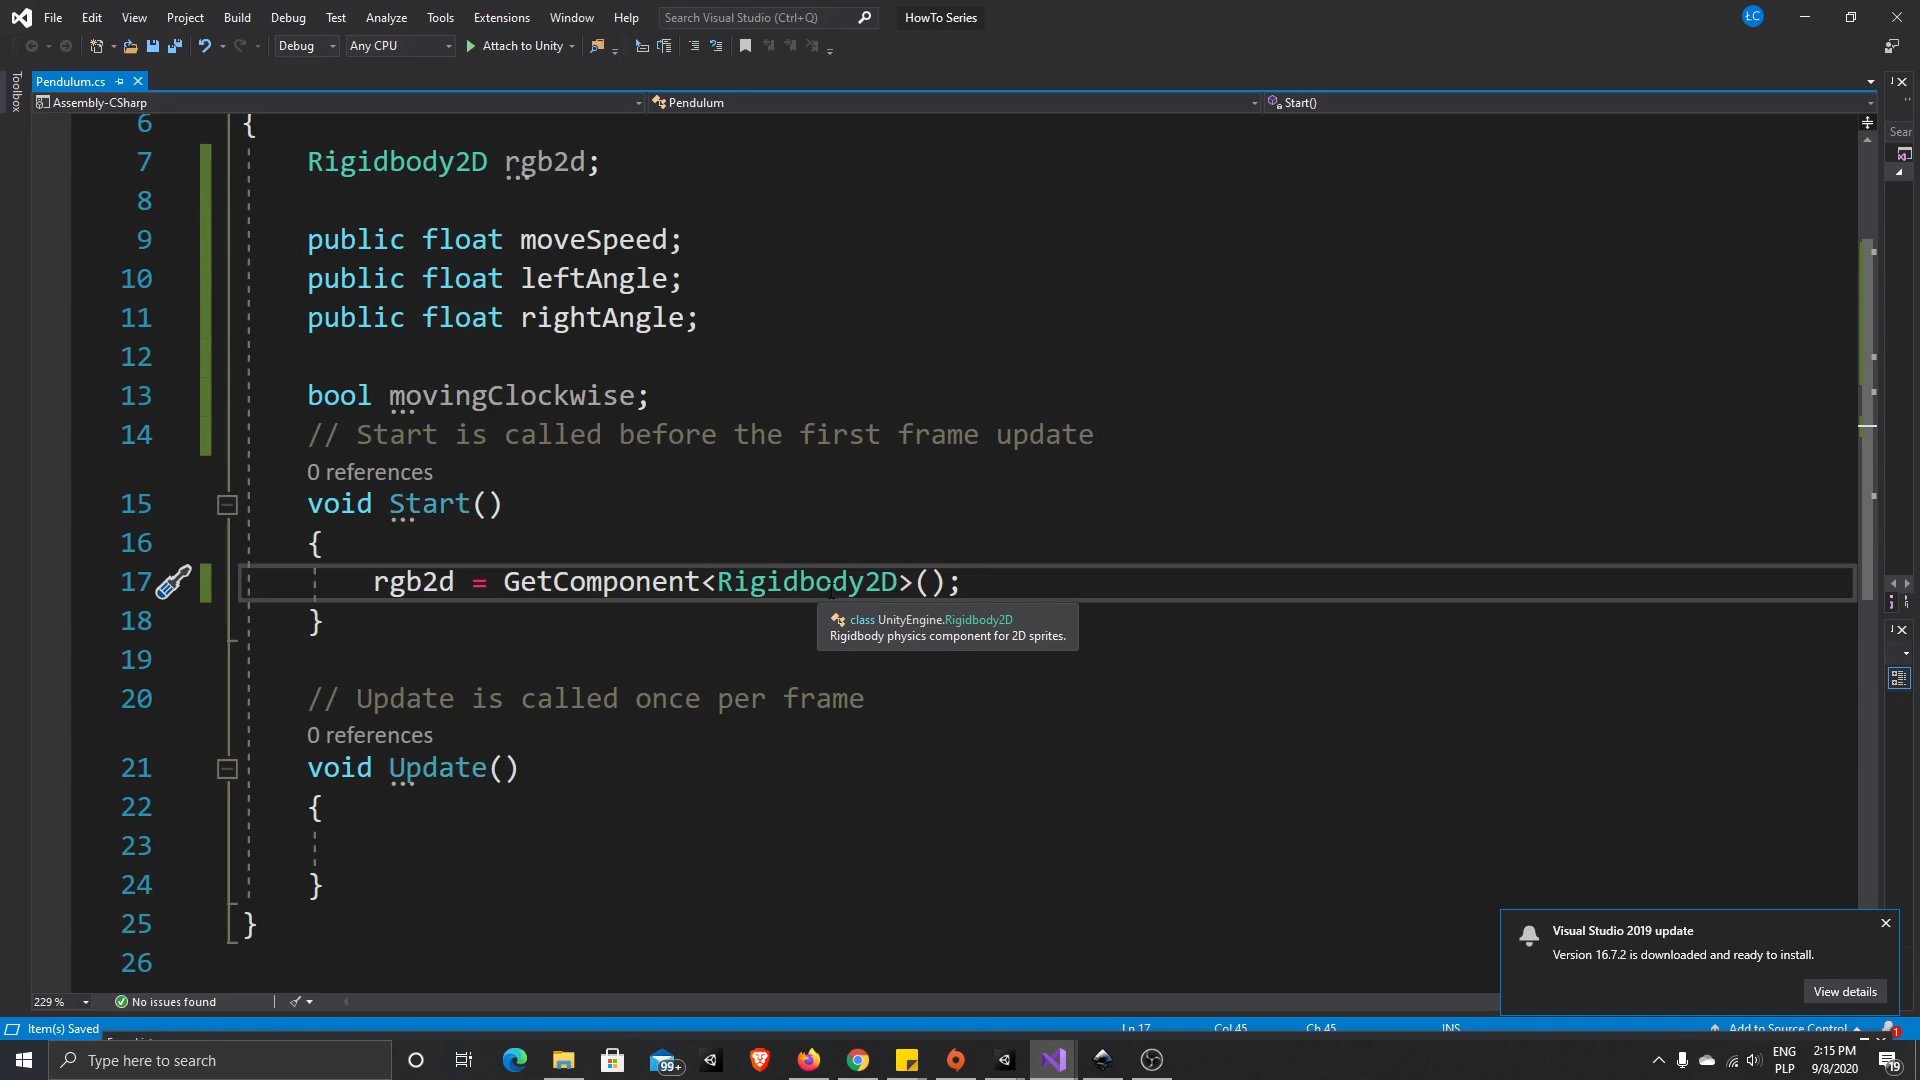 File Edit View Project Build Debug Test Analyze Tools Extensions Window Help Search Visual Studio (Ctrl+Q) HowTo Series ŁC
Debug Any CPU Attach to Unity
Toolbox
Pendulum.cs
Assembly-CSharp Pendulum Start()
Sear
6 {
7 Rigidbody2D rgb2d;
8
9 public float moveSpeed;
10 public float leftAngle;
11 public float rightAngle;
12
13 bool movingClockwise;
14 // Start is called before the first frame update
0 references
15 void Start()
16 {
17 rgb2d = GetComponent<Rigidbody2D>();
class UnityEngine.Rigidbody2D
Rigidbody physics component for 2D sprites.
18 }
19
20 // Update is called once per frame
0 references
21 void Update()
22 {
23
24 }
25 }
26
Visual Studio 2019 update
Version 16.7.2 is downloaded and ready to install.
View details
229 % No issues found
Item(s) Saved Ln 17 Col 45 Ch 45 INS Add to Source Control 1
Type here to search 99+ ENG PLP 2:15 PM 9/8/2020 19